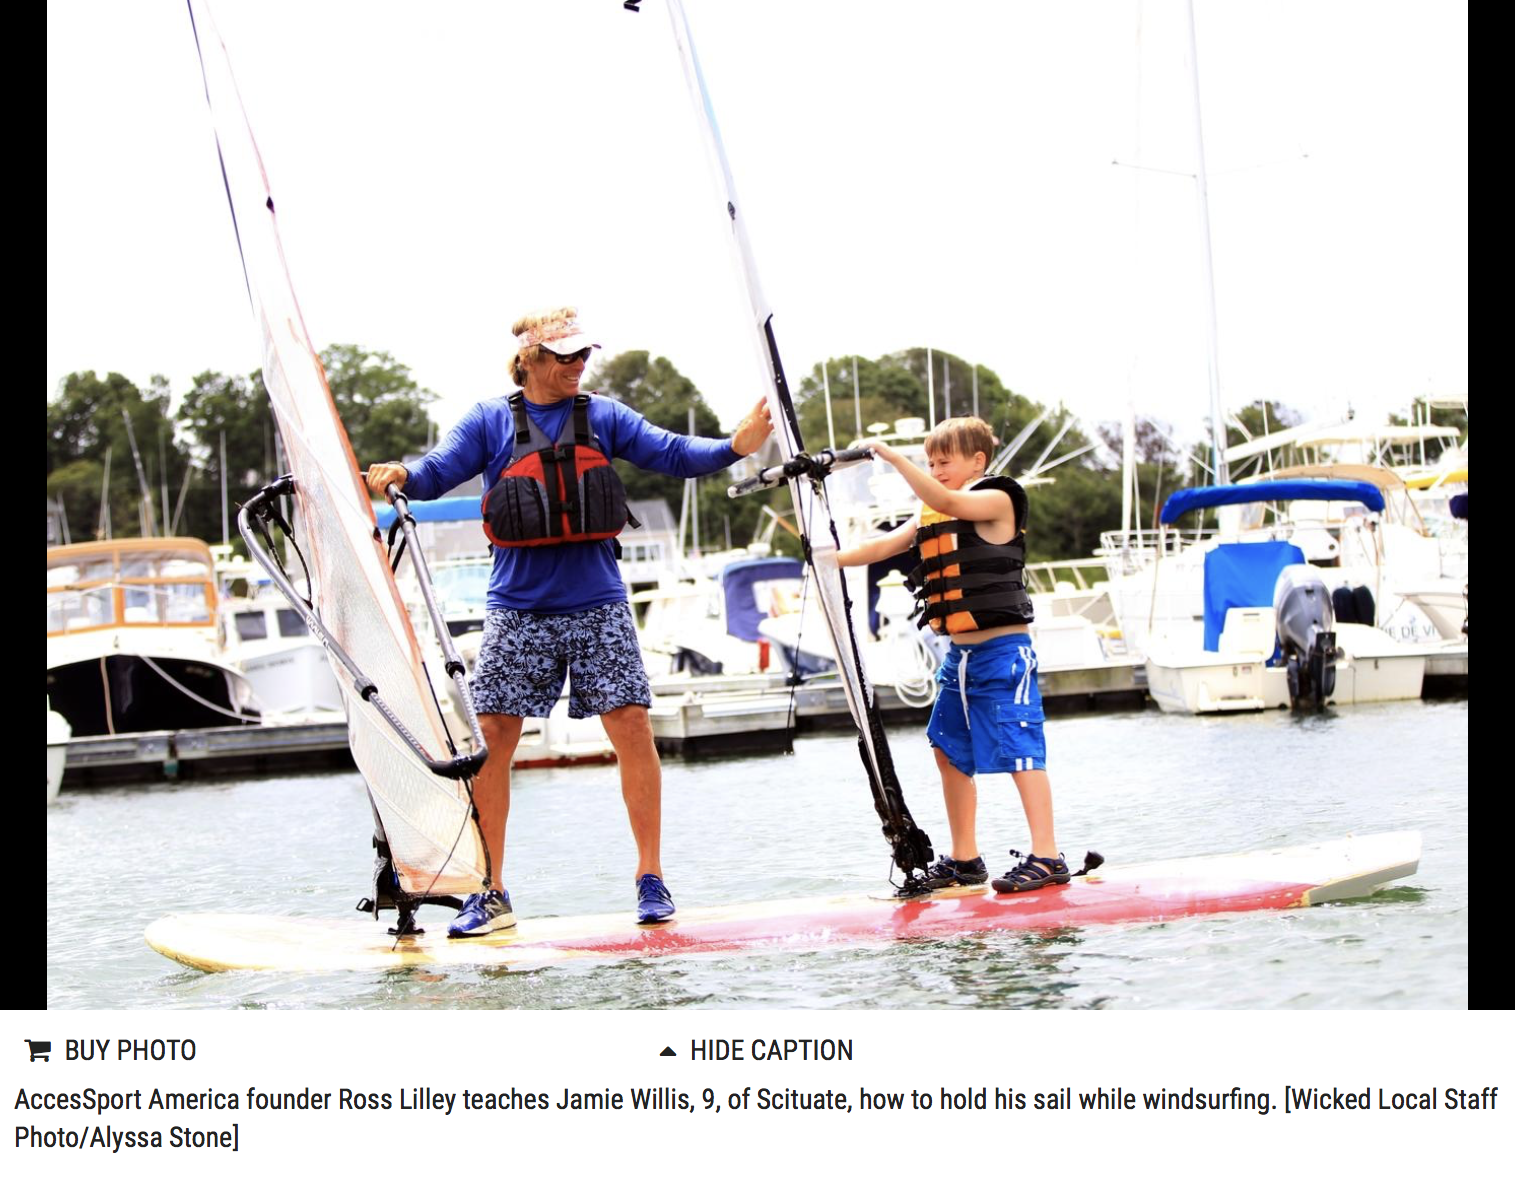 BUY PHOTO
HIDE CAPTION
AccesSport America founder Ross Lilley teaches Jamie Willis, 9, of Scituate, how to hold his sail while windsurfing. [Wicked Local Staff
Photo/Alyssa Stone]